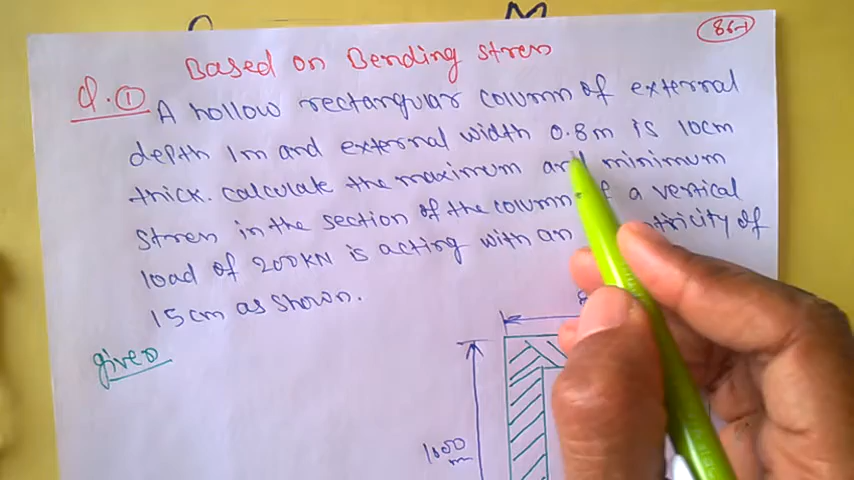 86-1
Based on Bending stress
Q. 1 A hollow rectangular column of external
depth 1m and external width 0.8m is 10cm
thick. calculate the maximum and minimum
stress in the section of the column a vertical
load of 200kN is acting with an
15cm as shown.
given
1000
mm